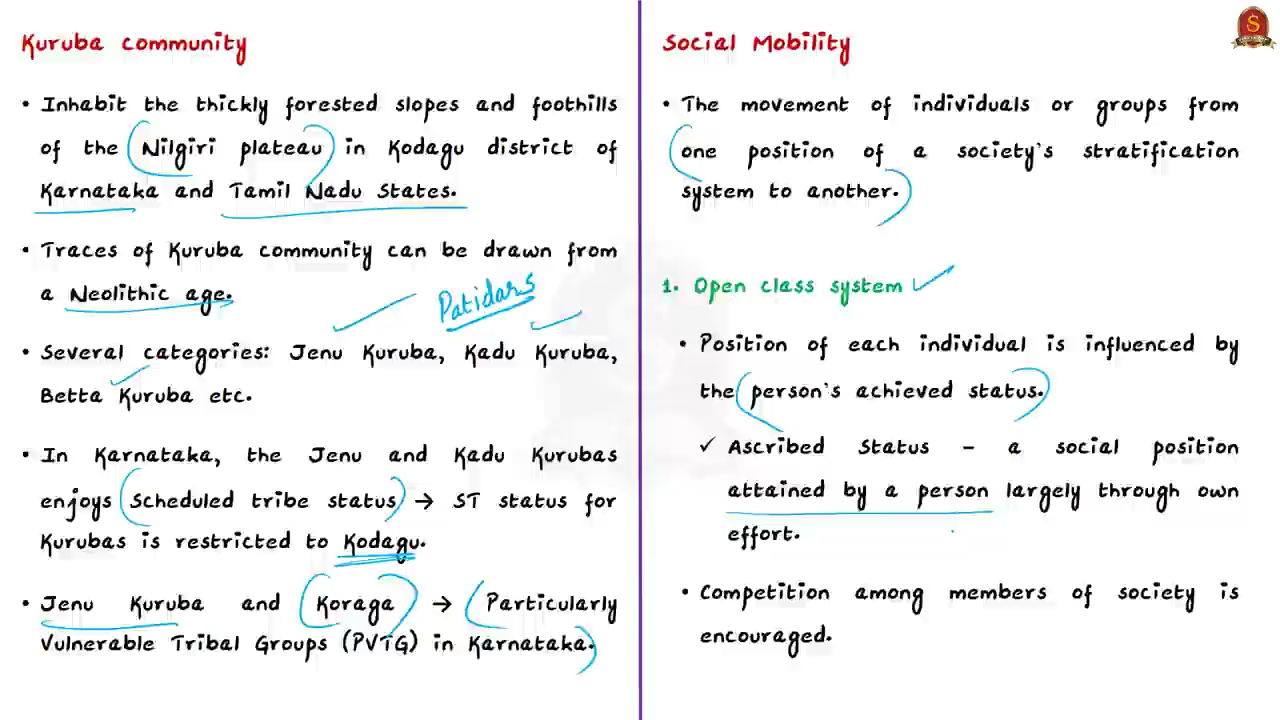 Kuruba community
• Inhabit the thickly forested slopes and foothills
of the Nilgiri plateau in Kodagu district of
Karnataka and Tamil Nadu States.
• Traces of Kuruba community can be drawn from
a Neolithic age.
Patidars
• Several categories: Jenu Kuruba, Kadu Kuruba,
Betta Kuruba etc.
• In Karnataka, the Jenu and Kadu Kurubas
enjoys Scheduled tribe status → ST status for
Kurubas is restricted to Kodagu.
• Jenu Kuruba and Koraga → Particularly
Vulnerable Tribal Groups (PVTG) in Karnataka.
Social Mobility
• The movement of individuals or groups from
one position of a society's stratification
system to another.
1. Open class system
• Position of each individual is influenced by
the person's achieved status.
✓ Ascribed Status - a social position
attained by a person largely through own
effort.
• Competition among members of society is
encouraged.
S